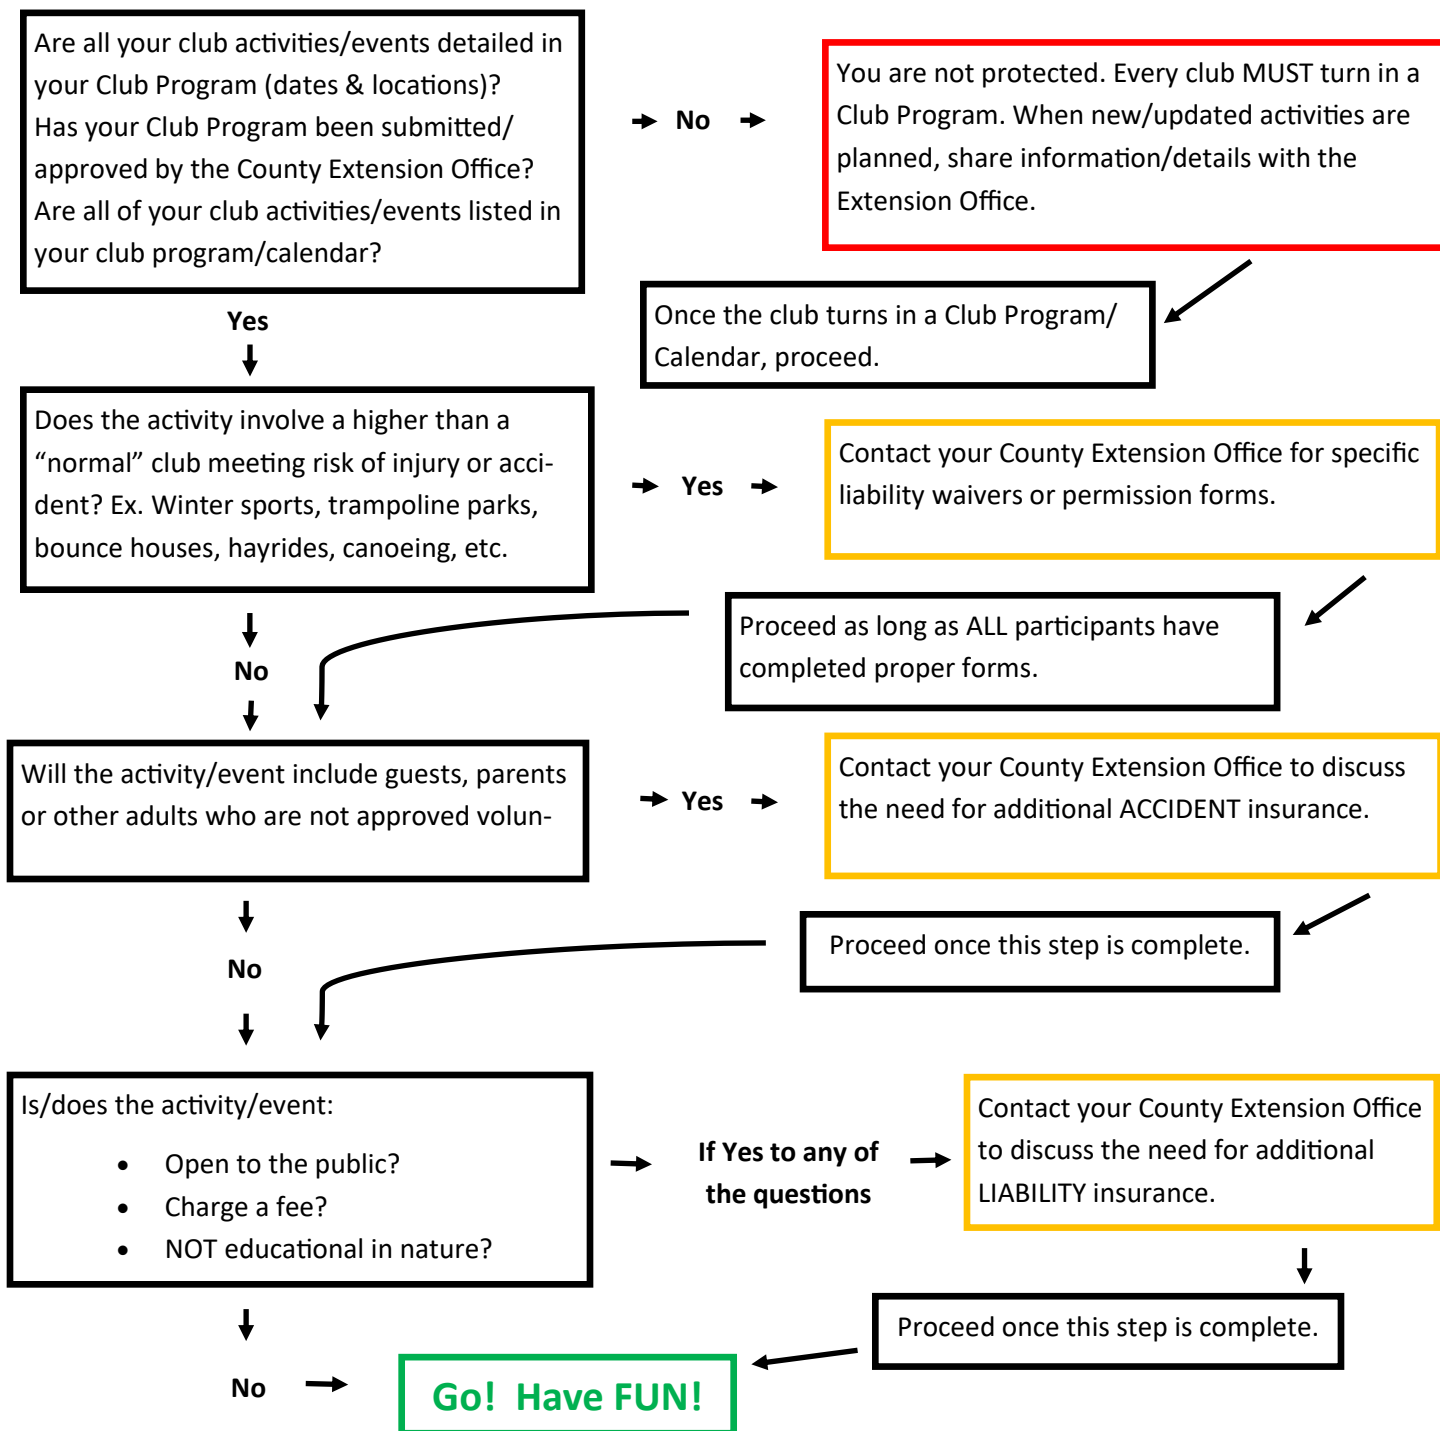 Are all your club activities/events detailed in
your Club Program (dates & locations)?
Has your Club Program been submitted/
approved by the County Extension Office?
Are all of your club activities/events listed in
your club program/calendar?
No
You are not protected. Every club MUST turn in a
Club Program. When new/updated activities are
planned, share information/details with the
Extension Office.
Once the club turns in a Club Program/
Calendar, proceed.
Yes
Does the activity involve a higher than a
“normal” club meeting risk of injury or acci-
dent? Ex. Winter sports, trampoline parks,
bounce houses, hayrides, canoeing, etc.
Yes
Contact your County Extension Office for specific
liability waivers or permission forms.
Proceed as long as ALL participants have
completed proper forms.
No
Will the activity/event include guests, parents
or other adults who are not approved volun-
Yes
Contact your County Extension Office to discuss
the need for additional ACCIDENT insurance.
Proceed once this step is complete.
No
Is/does the activity/event:
• Open to the public?
• Charge a fee?
• NOT educational in nature?
If Yes to any of
the questions
Contact your County Extension Office
to discuss the need for additional
LIABILITY insurance.
Proceed once this step is complete.
No
Go! Have FUN!